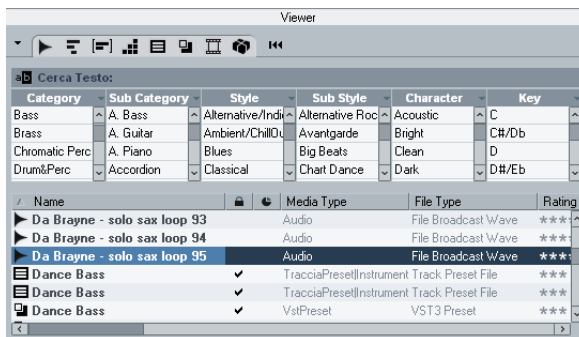 Viewer
Cerca Testo:
Category Sub Category Style Sub Style Character Key
Bass A. Bass Alternative/Indi Alternative Roc Acoustic C
Brass A. Guitar Ambient/ChillOu Avantgarde Bright C#/Db
Chromatic Perc A. Piano Blues Big Beats Clean D
Drum&Perc Accordion Classical Chart Dance Dark D#/Eb
Name Media Type File Type Rating
Da Brayne - solo sax loop 93 Audio File Broadcast Wave ***
Da Brayne - solo sax loop 94 Audio File Broadcast Wave ***
Da Brayne - solo sax loop 95 Audio File Broadcast Wave ***
Dance Bass TracciaPreset|Instrument Track Preset File ***
Dance Bass TracciaPreset|Instrument Track Preset File ***
Dance Bass VstPreset VST3 Preset ***